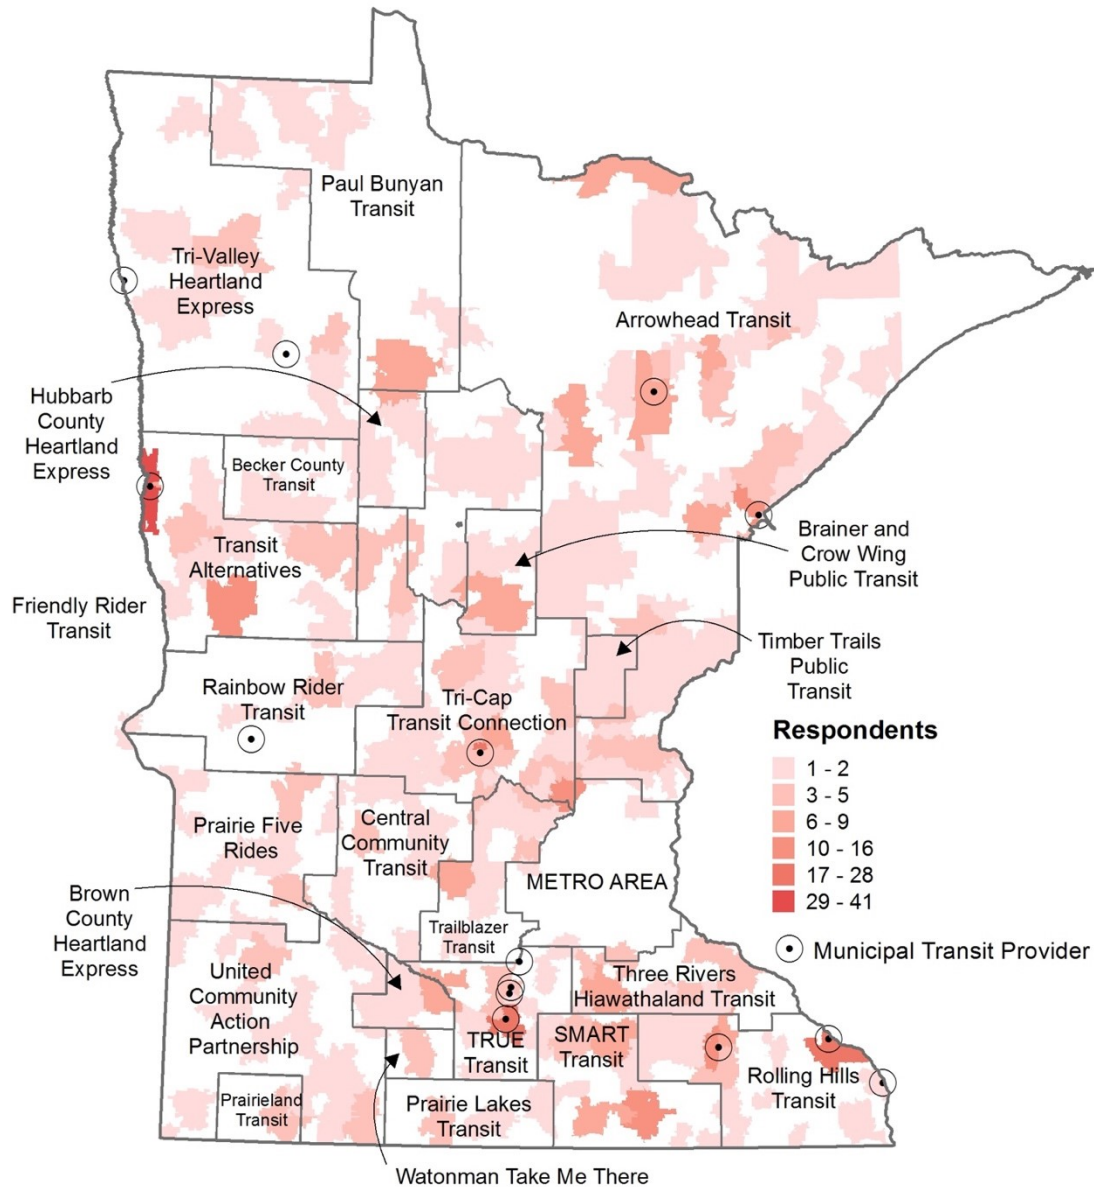 Paul Bunyan
Transit
Tri-Valley
Heartland
Express
Arrowhead Transit
Hubbarb
County
Heartland
Express
Becker County
Transit
Transit
Alternatives
Brainer and
Crow Wing
Public Transit
Friendly Rider
Transit
Timber Trails
Public
Transit
Rainbow Rider
Transit
Tri-Cap
Transit Connection
Respondents
1 - 2
3 - 5
6 - 9
10 - 16
17 - 28
29 - 41
Municipal Transit Provider
Prairie Five
Rides
Central
Community
Transit
METRO AREA
Brown
County
Heartland
Express
Trailblazer
Transit
United
Community
Action
Partnership
Three Rivers
Hiawathaland Transit
TRUE
Transit
SMART
Transit
Rolling Hills
Transit
Prairieland
Transit
Prairie Lakes
Transit
Watonman Take Me There